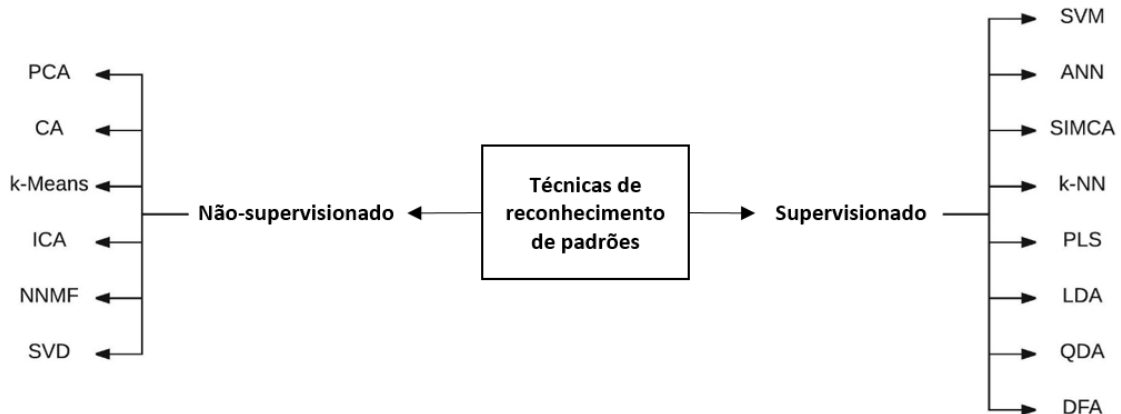 PCA
CA
k-Means
ICA
NNMF
SVD
Não-supervisionado
Técnicas de
reconhecimento
de padrões
Supervisionado
SVM
ANN
SIMCA
k-NN
PLS
LDA
QDA
DFA